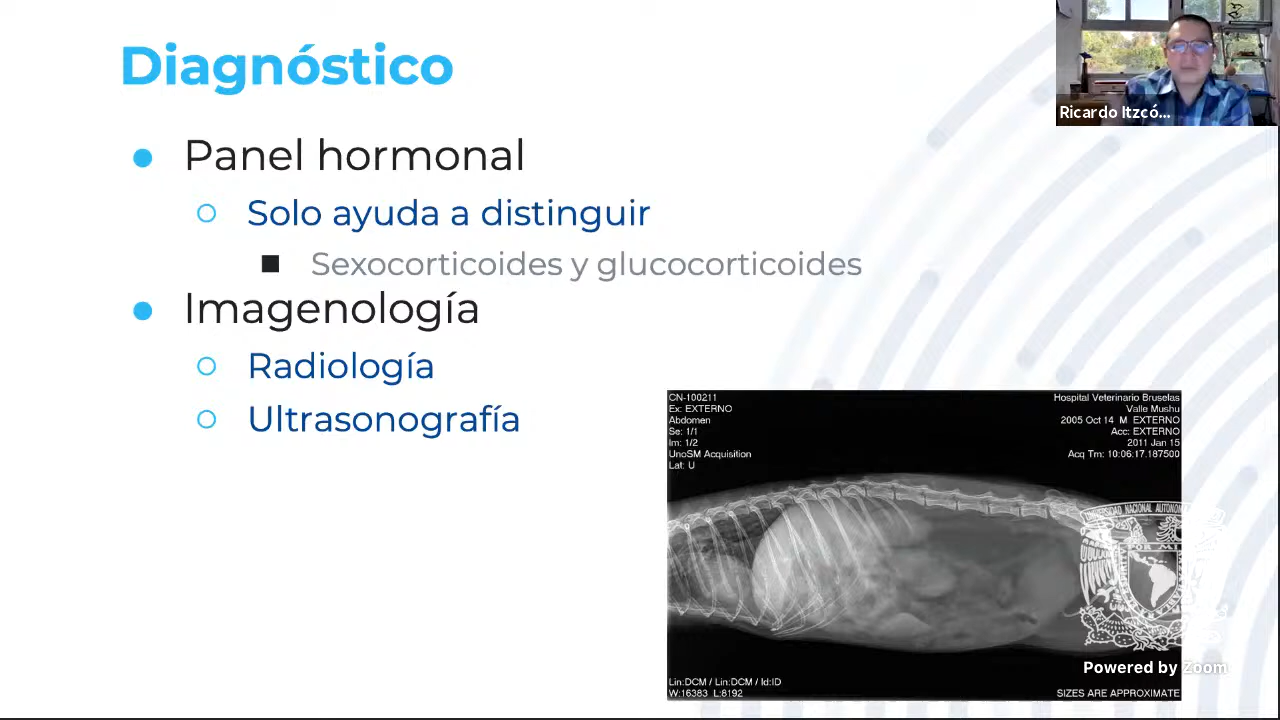 Diagnóstico
Ricardo Itzcó...
Panel hormonal
Solo ayuda a distinguir
Sexocorticoides y glucocorticoides
Imagenología
Radiología
Ultrasonografía
CN-100211
Ex: EXTERNO
Abdomen
Se: 1/1
Im: 1/2
UnoSM Acquisition
Lat: U
Hospital Veterinario Bruselas
Valle Mushu
2005 Oct 14 M EXTERNO
Acc: EXTERNO
2011 Jan 15
Acq Tm: 10:06:17.187500
UNIVERSIDAD NACIONAL AUTONOMA
Powered by Zoom
Lin:DCM / Lin:DCM / Id:ID
W:16383 L:8192
SIZES ARE APPROXIMATE